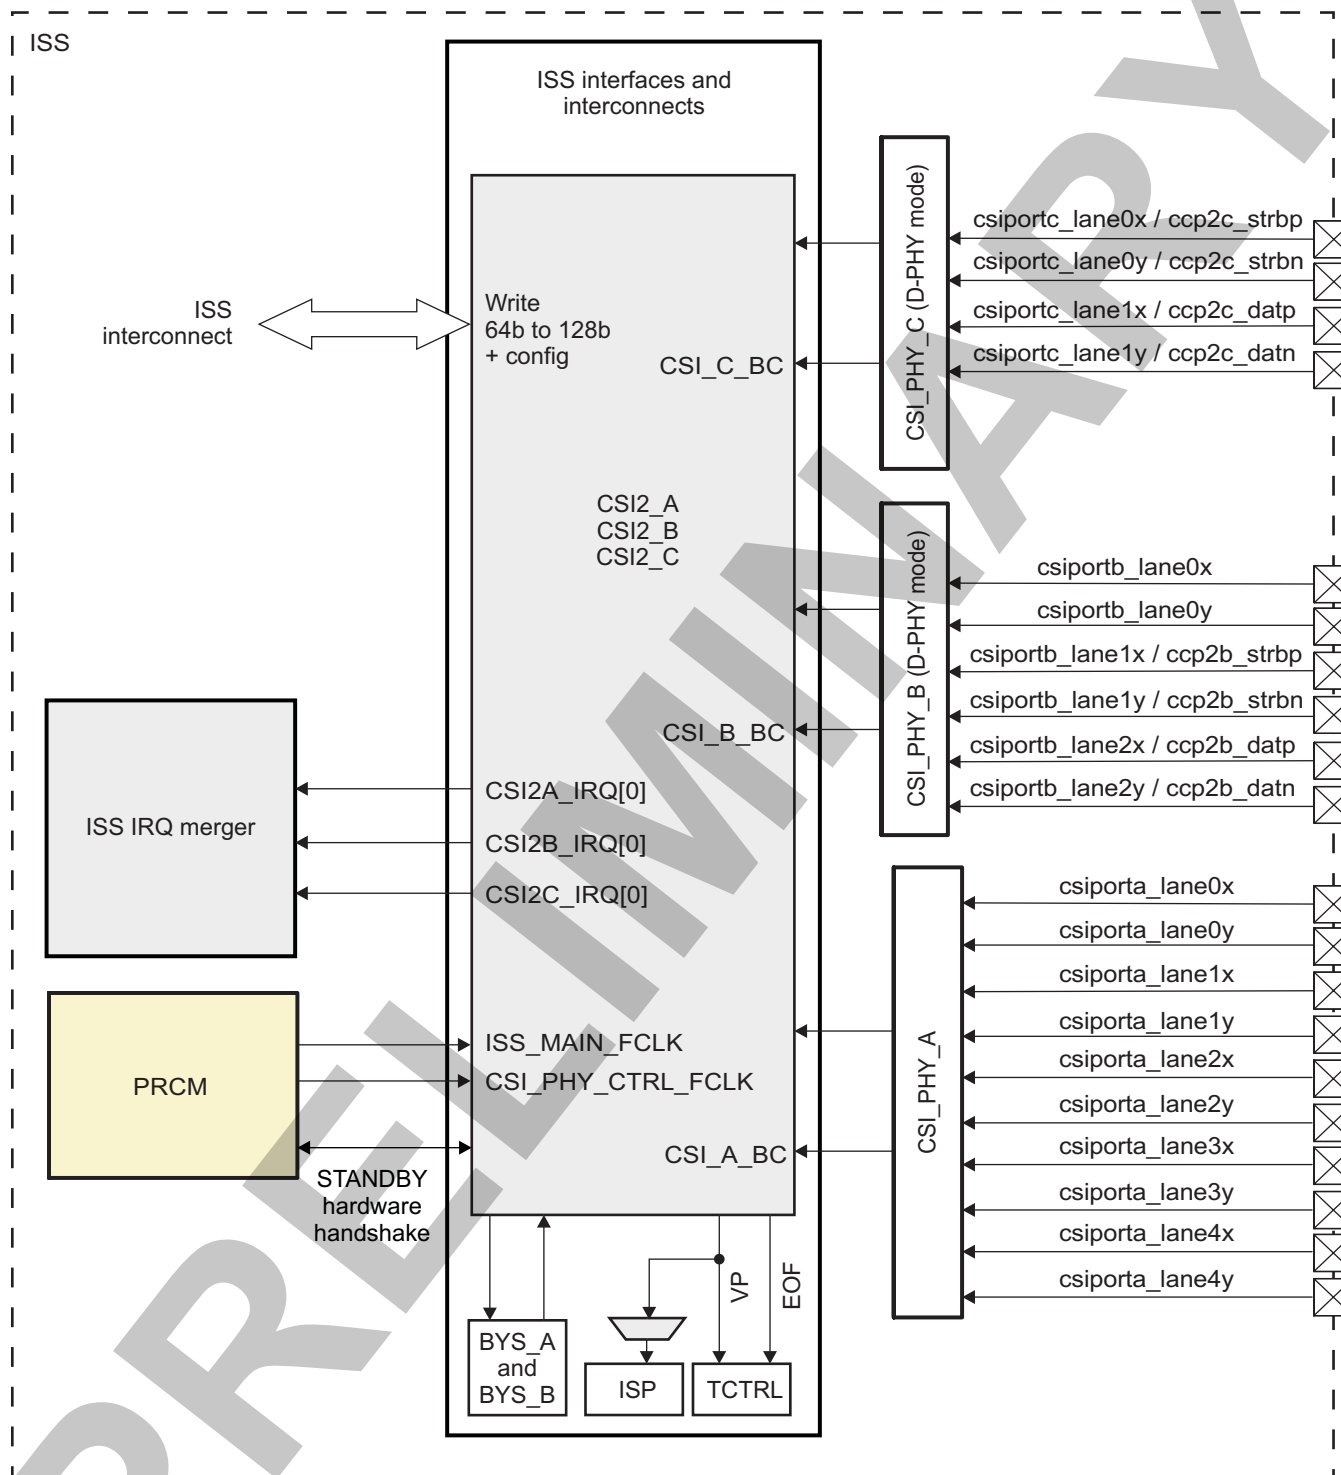 ISS
ISS interfaces and
interconnects
ISS
interconnect
Write
64b to 128b
+ config
CSI_C_BC
CSI_PHY_C (D-PHY mode)
csiportc_lane0x / ccp2c_strbp
csiportc_lane0y / ccp2c_strbn
csiportc_lane1x / ccp2c_datp
csiportc_lane1y / ccp2c_datn
CSI2_A
CSI2_B
CSI2_C
CSI_B_BC
CSI_PHY_B (D-PHY mode)
csiportb_lane0x
csiportb_lane0y
csiportb_lane1x / ccp2b_strbp
csiportb_lane1y / ccp2b_strbn
csiportb_lane2x / ccp2b_datp
csiportb_lane2y / ccp2b_datn
ISS IRQ merger
CSI2A_IRQ[0]
CSI2B_IRQ[0]
CSI2C_IRQ[0]
PRCM
ISS_MAIN_FCLK
CSI_PHY_CTRL_FCLK
STANDBY
hardware
handshake
CSI_A_BC
CSI_PHY_A
csiporta_lane0x
csiporta_lane0y
csiporta_lane1x
csiporta_lane1y
csiporta_lane2x
csiporta_lane2y
csiporta_lane3x
csiporta_lane3y
csiporta_lane4x
csiporta_lane4y
VP
EOF
BYS_A
and
BYS_B
ISP
TCTRL
PRELIMINARY